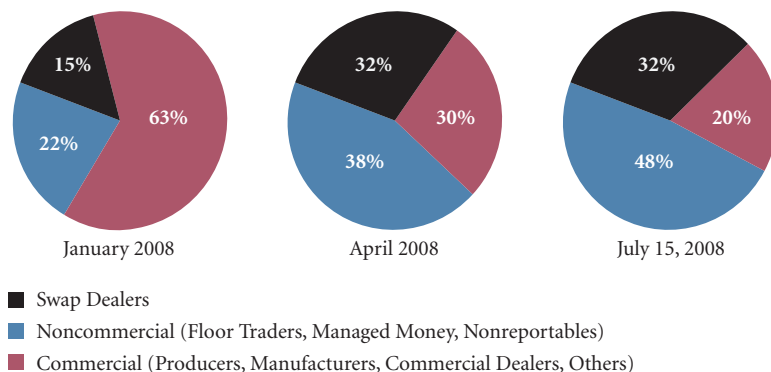 15%
63%
22%
January 2008
32%
30%
38%
April 2008
32%
20%
48%
July 15, 2008
Swap Dealers
Noncommercial (Floor Traders, Managed Money, Nonreportables)
Commercial (Producers, Manufacturers, Commercial Dealers, Others)